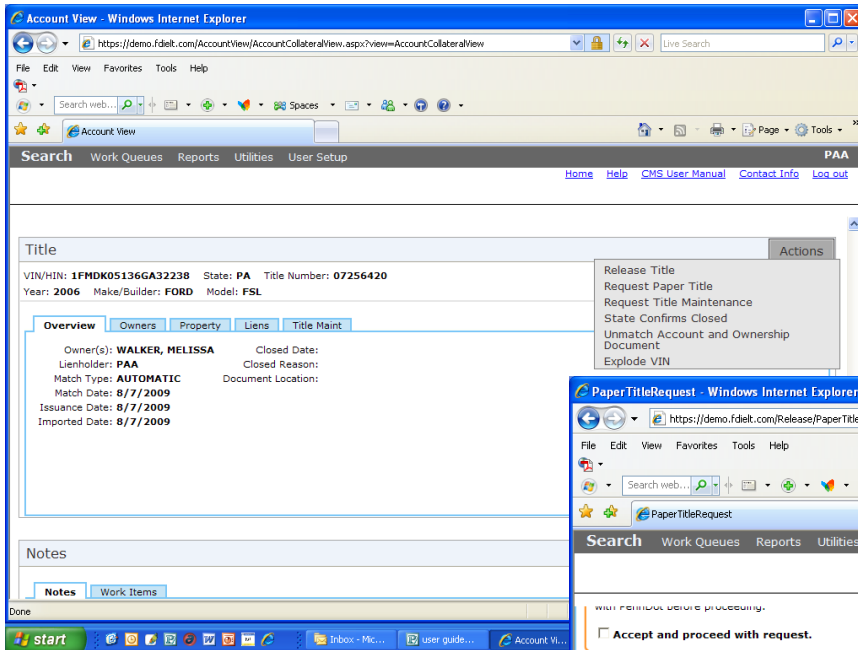 Account View - Windows Internet Explorer
https://demo.fdielt.com/AccountView/AccountCollateralView.aspx?view=AccountCollateralView
Live Search
File Edit View Favorites Tools Help
Search web...
Spaces
Account View
Page Tools
Search Work Queues Reports Utilities User Setup PAA
Home Help CMS User Manual Contact Info Log out
Title
Actions
VIN/HIN: 1FMDK05136GA32238 State: PA Title Number: 07256420
Year: 2006 Make/Builder: FORD Model: FSL
Release Title
Request Paper Title
Request Title Maintenance
State Confirms Closed
Unmatch Account and Ownership
Document
Explode VIN
Overview Owners Property Liens Title Maint
Owner(s): WALKER, MELISSA Closed Date:
Lienholder: PAA Closed Reason:
Match Type: AUTOMATIC Document Location:
Match Date: 8/7/2009
Issuance Date: 8/7/2009
Imported Date: 8/7/2009
PaperTitleRequest - Windows Internet Explorer
https://demo.fdielt.com/Release/PaperTitle
File Edit View Favorites Tools Help
Search web...
PaperTitleRequest
Search Work Queues Reports Utilities
with PennDot before proceeding.
Accept and proceed with request.
Notes
Notes Work Items
Done
start
Inbox - Mic...
user guide...
Account Vi...